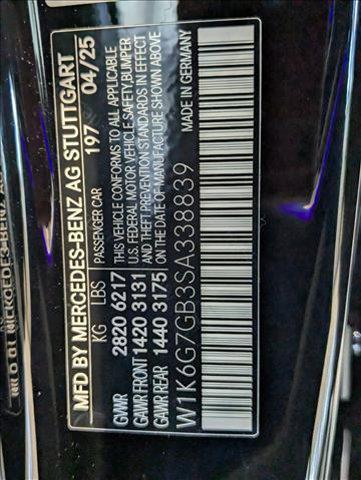 MFD BY MERCEDES-BENZ AG STUTTGART
197 04/25
KG LBS PASSENGER CAR
GVWR 2820 6217
GAWR FRONT 1420 3131
GAWR REAR 1440 3175
THIS VEHICLE CONFORMS TO ALL APPLICABLE
U.S. FEDERAL MOTOR VEHICLE SAFETY, BUMPER
AND THEFT PREVENTION STANDARDS IN EFFECT
ON THE DATE OF MANUFACTURE SHOWN ABOVE
MADE IN GERMANY
W1K6G7GB3SA338839